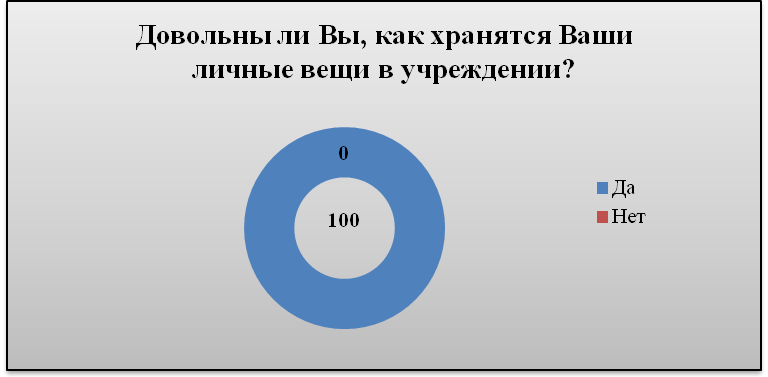 Довольны ли Вы, как хранятся Ваши
личные вещи в учреждении?
0
100
Да
Нет